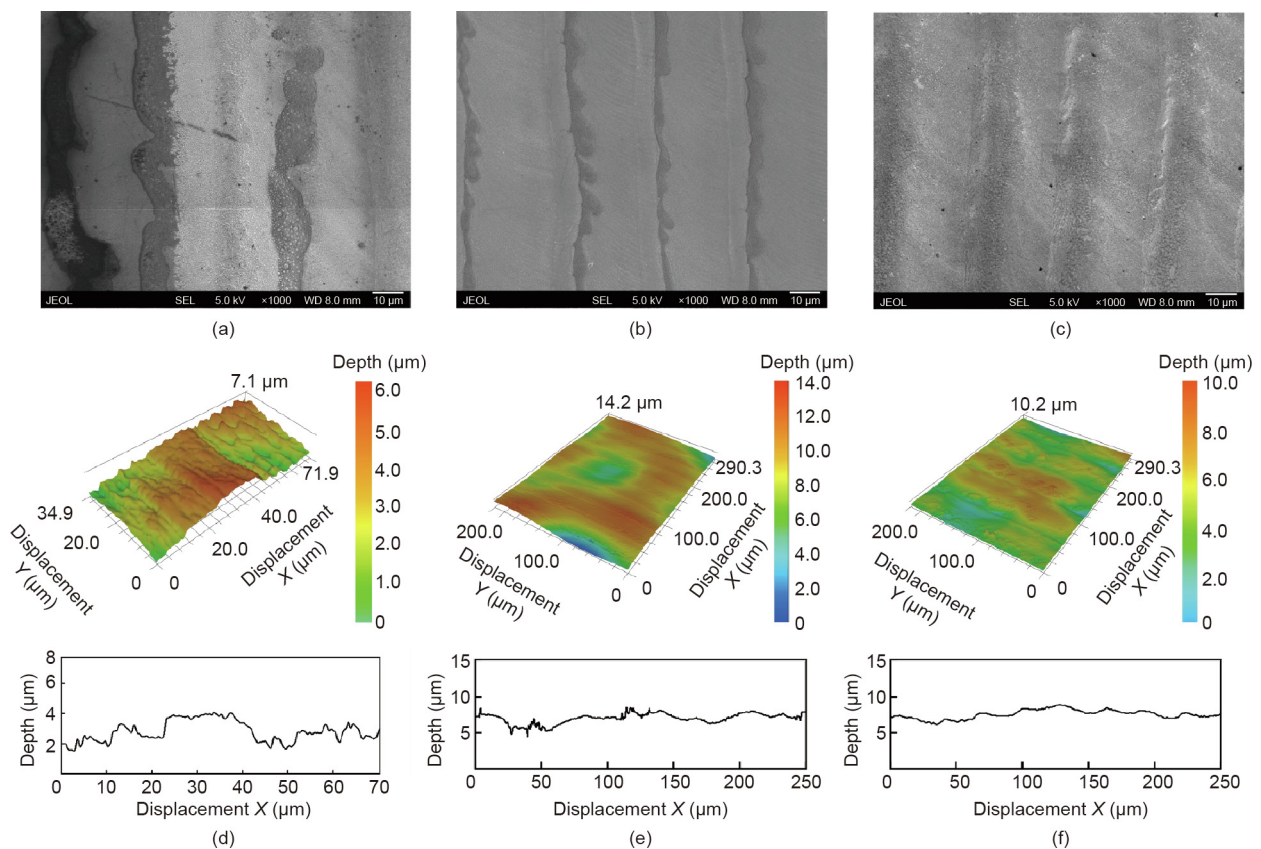 JEOL SEL 5.0 kV ×1000 WD 8.0 mm 10 μm
JEOL SEL 5.0 kV ×1000 WD 8.0 mm 10 μm
JEOL SEL 5.0 kV ×1000 WD 8.0 mm 10 μm
(a)
(b)
(c)
Depth (μm)
7.1 μm
6.0
5.0
4.0
3.0
2.0
1.0
0
71.9
40.0
20.0
0
Displacement
X (μm)
34.9
20.0
0
Displacement
Y (μm)
Depth (μm)
14.2 μm
14.0
12.0
10.0
8.0
6.0
4.0
2.0
0
290.3
200.0
100.0
0
Displacement
X (μm)
200.0
100.0
0
Displacement
Y (μm)
Depth (μm)
10.2 μm
10.0
8.0
6.0
4.0
2.0
0
290.3
200.0
100.0
0
Displacement
X (μm)
200.0
100.0
0
Displacement
Y (μm)
8
6
4
2
Depth (μm)
0 10 20 30 40 50 60 70
Displacement X (μm)
(d)
15
10
5
Depth (μm)
0 50 100 150 200 250
Displacement X (μm)
(e)
15
10
5
Depth (μm)
0 50 100 150 200 250
Displacement X (μm)
(f)